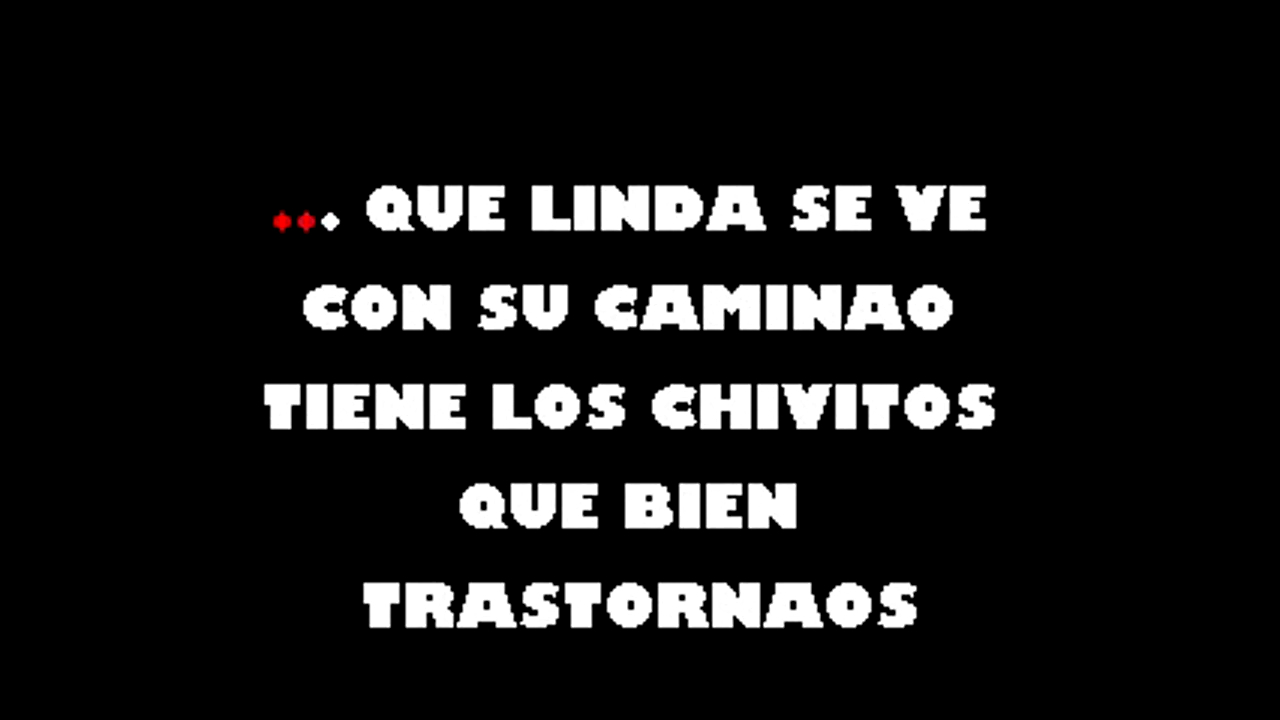 ... QUE LINDA SE VE
CON SU CAMINAO
TIENE LOS CHIVITOS
QUE BIEN
TRASTORNAOS